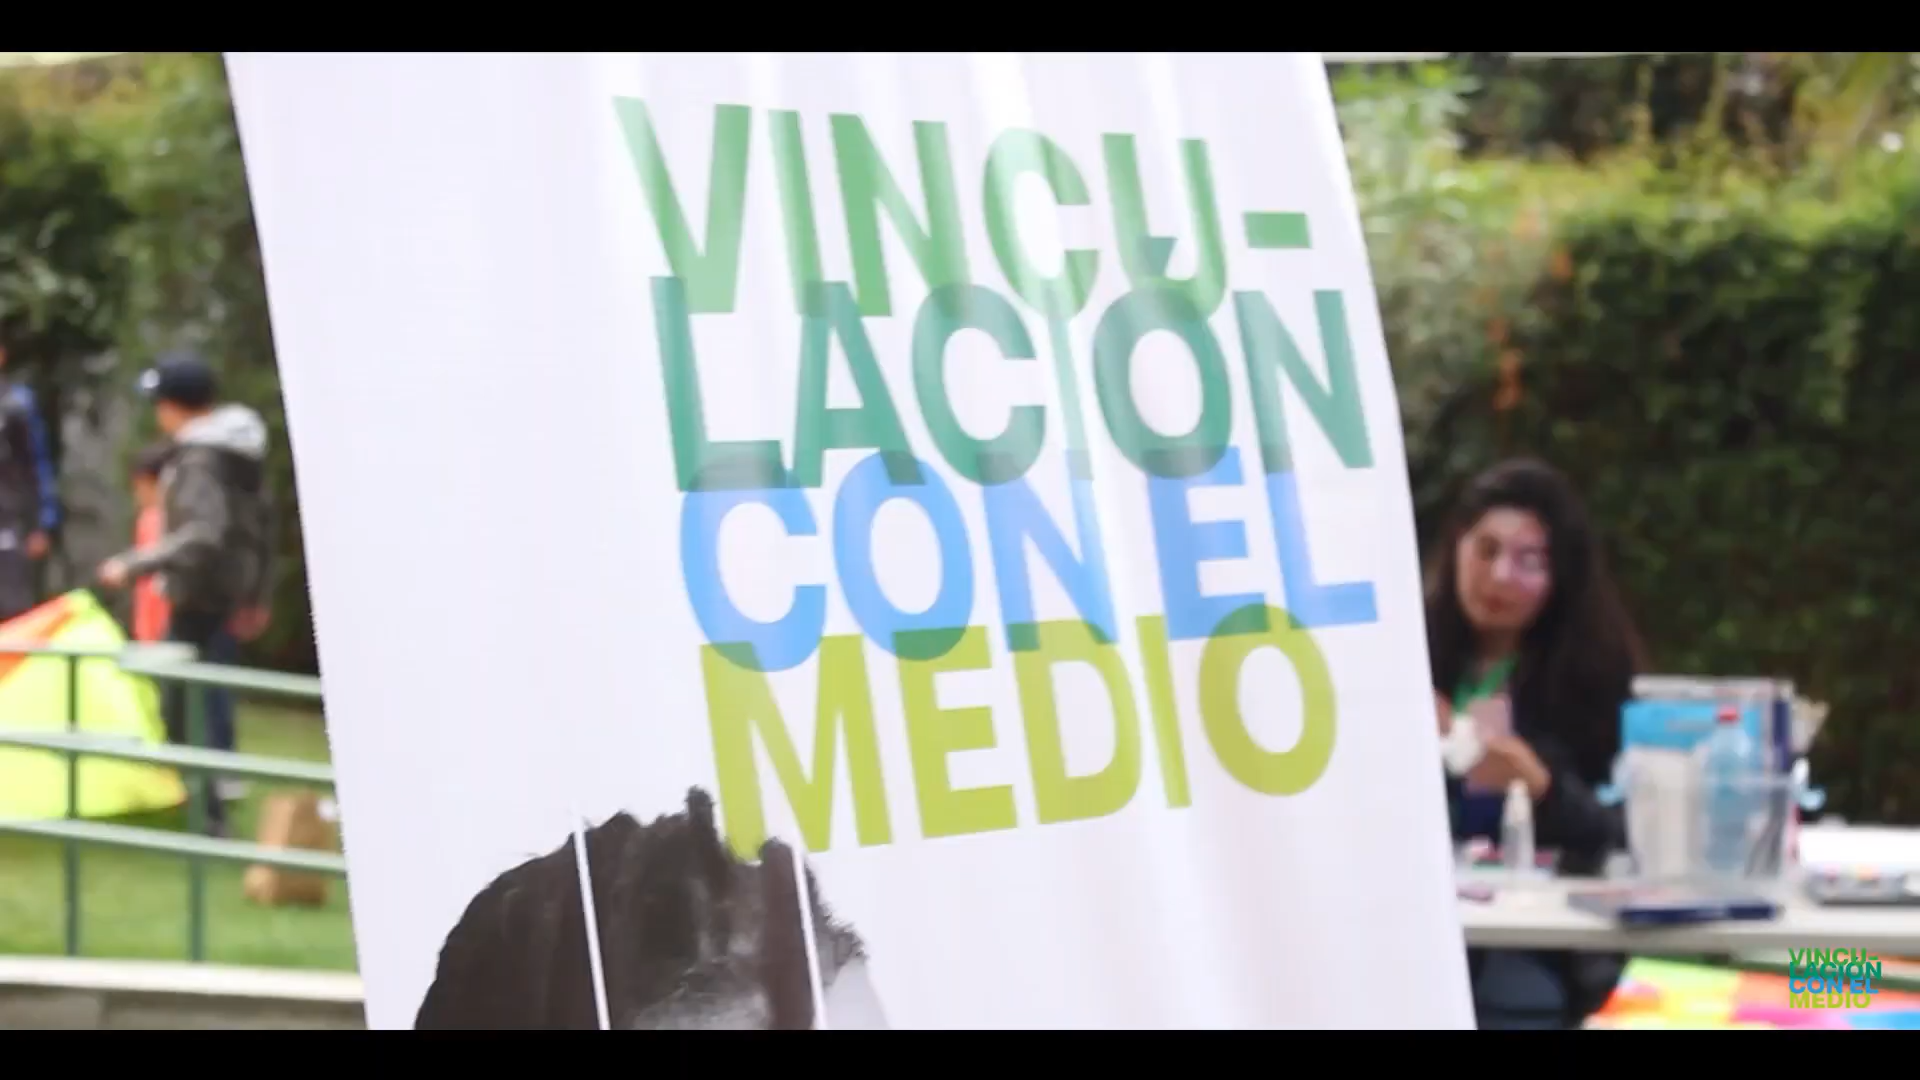 VINCU-
LACIÓN
CON EL
MEDIO
VINCU-
LACIÓN
CON EL
MEDIO